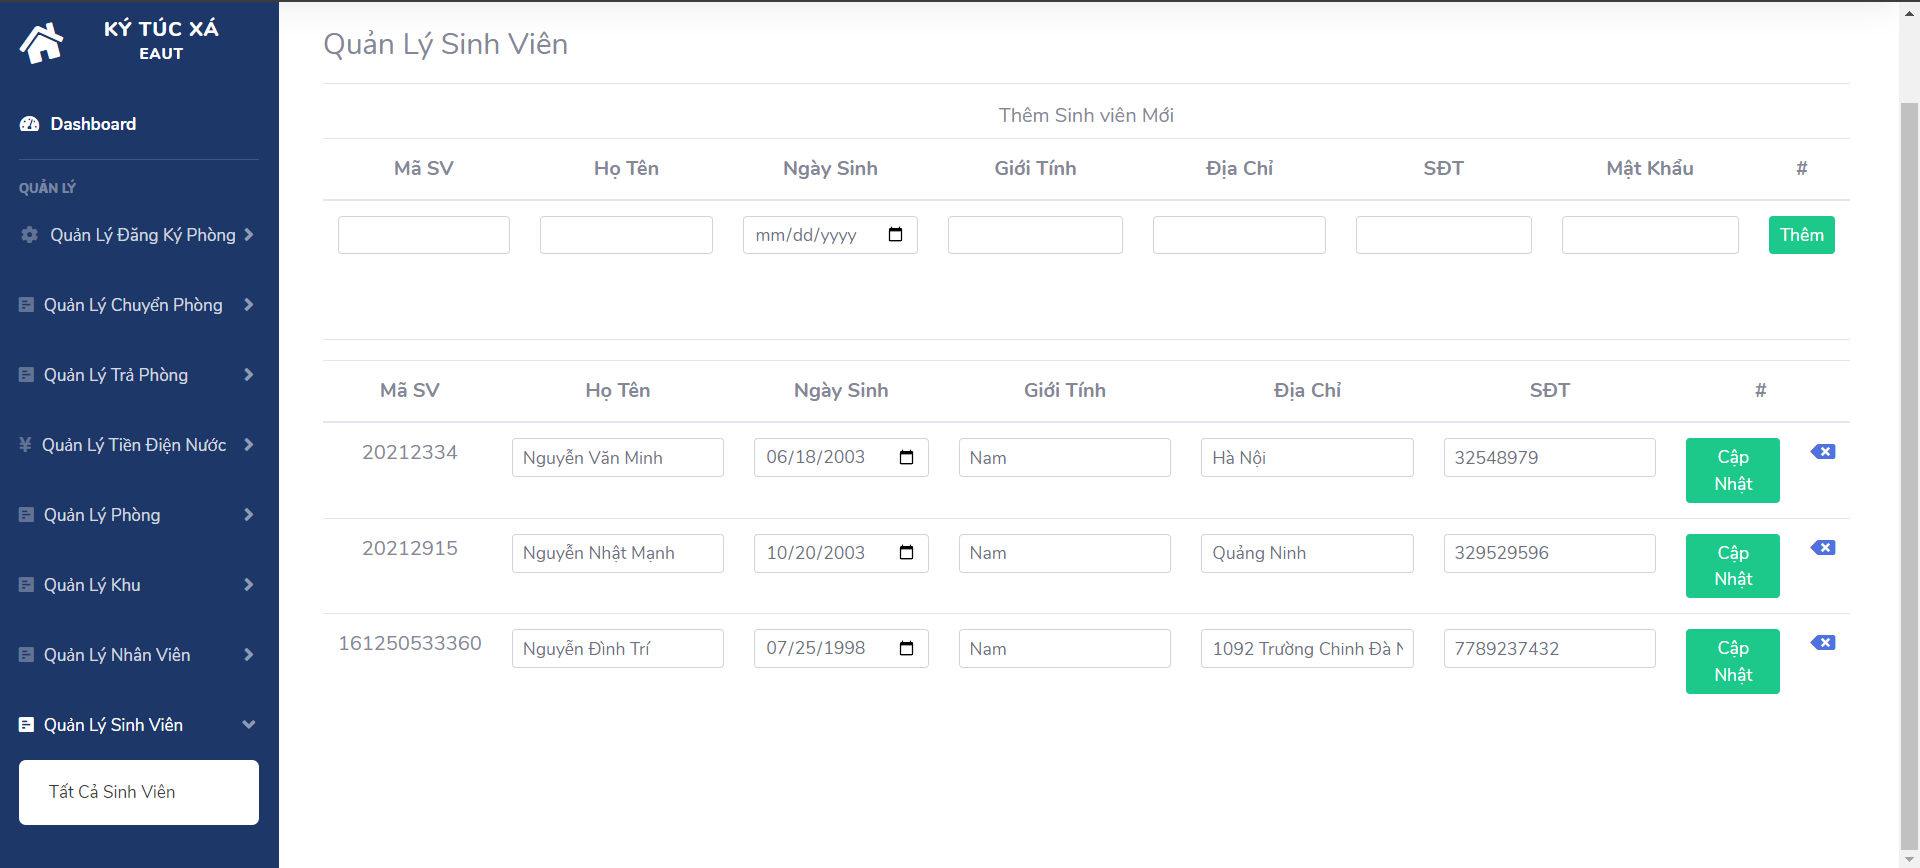 KÝ TÚC XÁ
EAUT
Dashboard
QUẢN LÝ
Quản Lý Đăng Ký Phòng
Quản Lý Chuyển Phòng
Quản Lý Trả Phòng
Quản Lý Tiền Điện Nước
Quản Lý Phòng
Quản Lý Khu
Quản Lý Nhân Viên
Quản Lý Sinh Viên
Tất Cả Sinh Viên
Quản Lý Sinh Viên
Thêm Sinh viên Mới
Mã SV Họ Tên Ngày Sinh Giới Tính Địa Chỉ SĐT Mật Khẩu #
mm/dd/yyyy Thêm
Mã SV Họ Tên Ngày Sinh Giới Tính Địa Chỉ SĐT #
20212334 Nguyễn Văn Minh 06/18/2003 Nam Hà Nội 32548979 Cập Nhật
20212915 Nguyễn Nhật Mạnh 10/20/2003 Nam Quảng Ninh 329529596 Cập Nhật
161250533360 Nguyễn Đình Trí 07/25/1998 Nam 1092 Trường Chinh Đà 7789237432 Cập Nhật